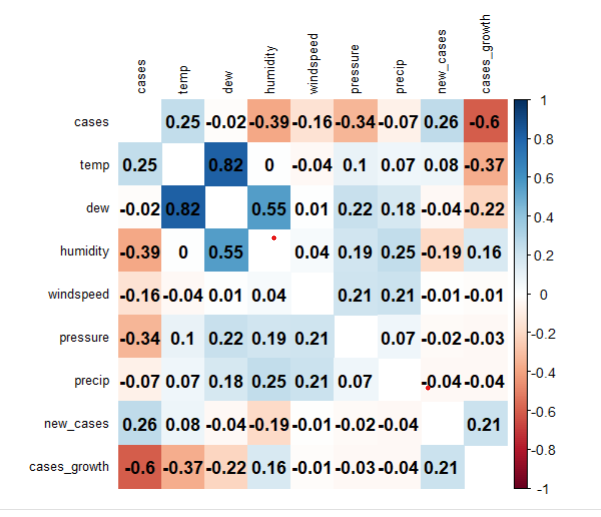 cases temp dew humidity windspeed pressure precip new_cases cases_growth
cases 0.25 -0.02 -0.39 -0.16 -0.34 -0.07 0.26 -0.6
temp 0.25 0.82 0 -0.04 0.1 0.07 0.08 -0.37
dew -0.02 0.82 0.55 0.01 0.22 0.18 -0.04 -0.22
humidity -0.39 0 0.55 0.04 0.19 0.25 -0.19 0.16
windspeed -0.16 -0.04 0.01 0.04 0.21 0.21 -0.01 -0.01
pressure -0.34 0.1 0.22 0.19 0.21 0.07 -0.02 -0.03
precip -0.07 0.07 0.18 0.25 0.21 0.07 -0.04 -0.04
new_cases 0.26 0.08 -0.04 -0.19 -0.01 -0.02 -0.04 0.21
cases_growth -0.6 -0.37 -0.22 0.16 -0.01 -0.03 -0.04 0.21
1
0.8
0.6
0.4
0.2
0
-0.2
-0.4
-0.6
-0.8
-1